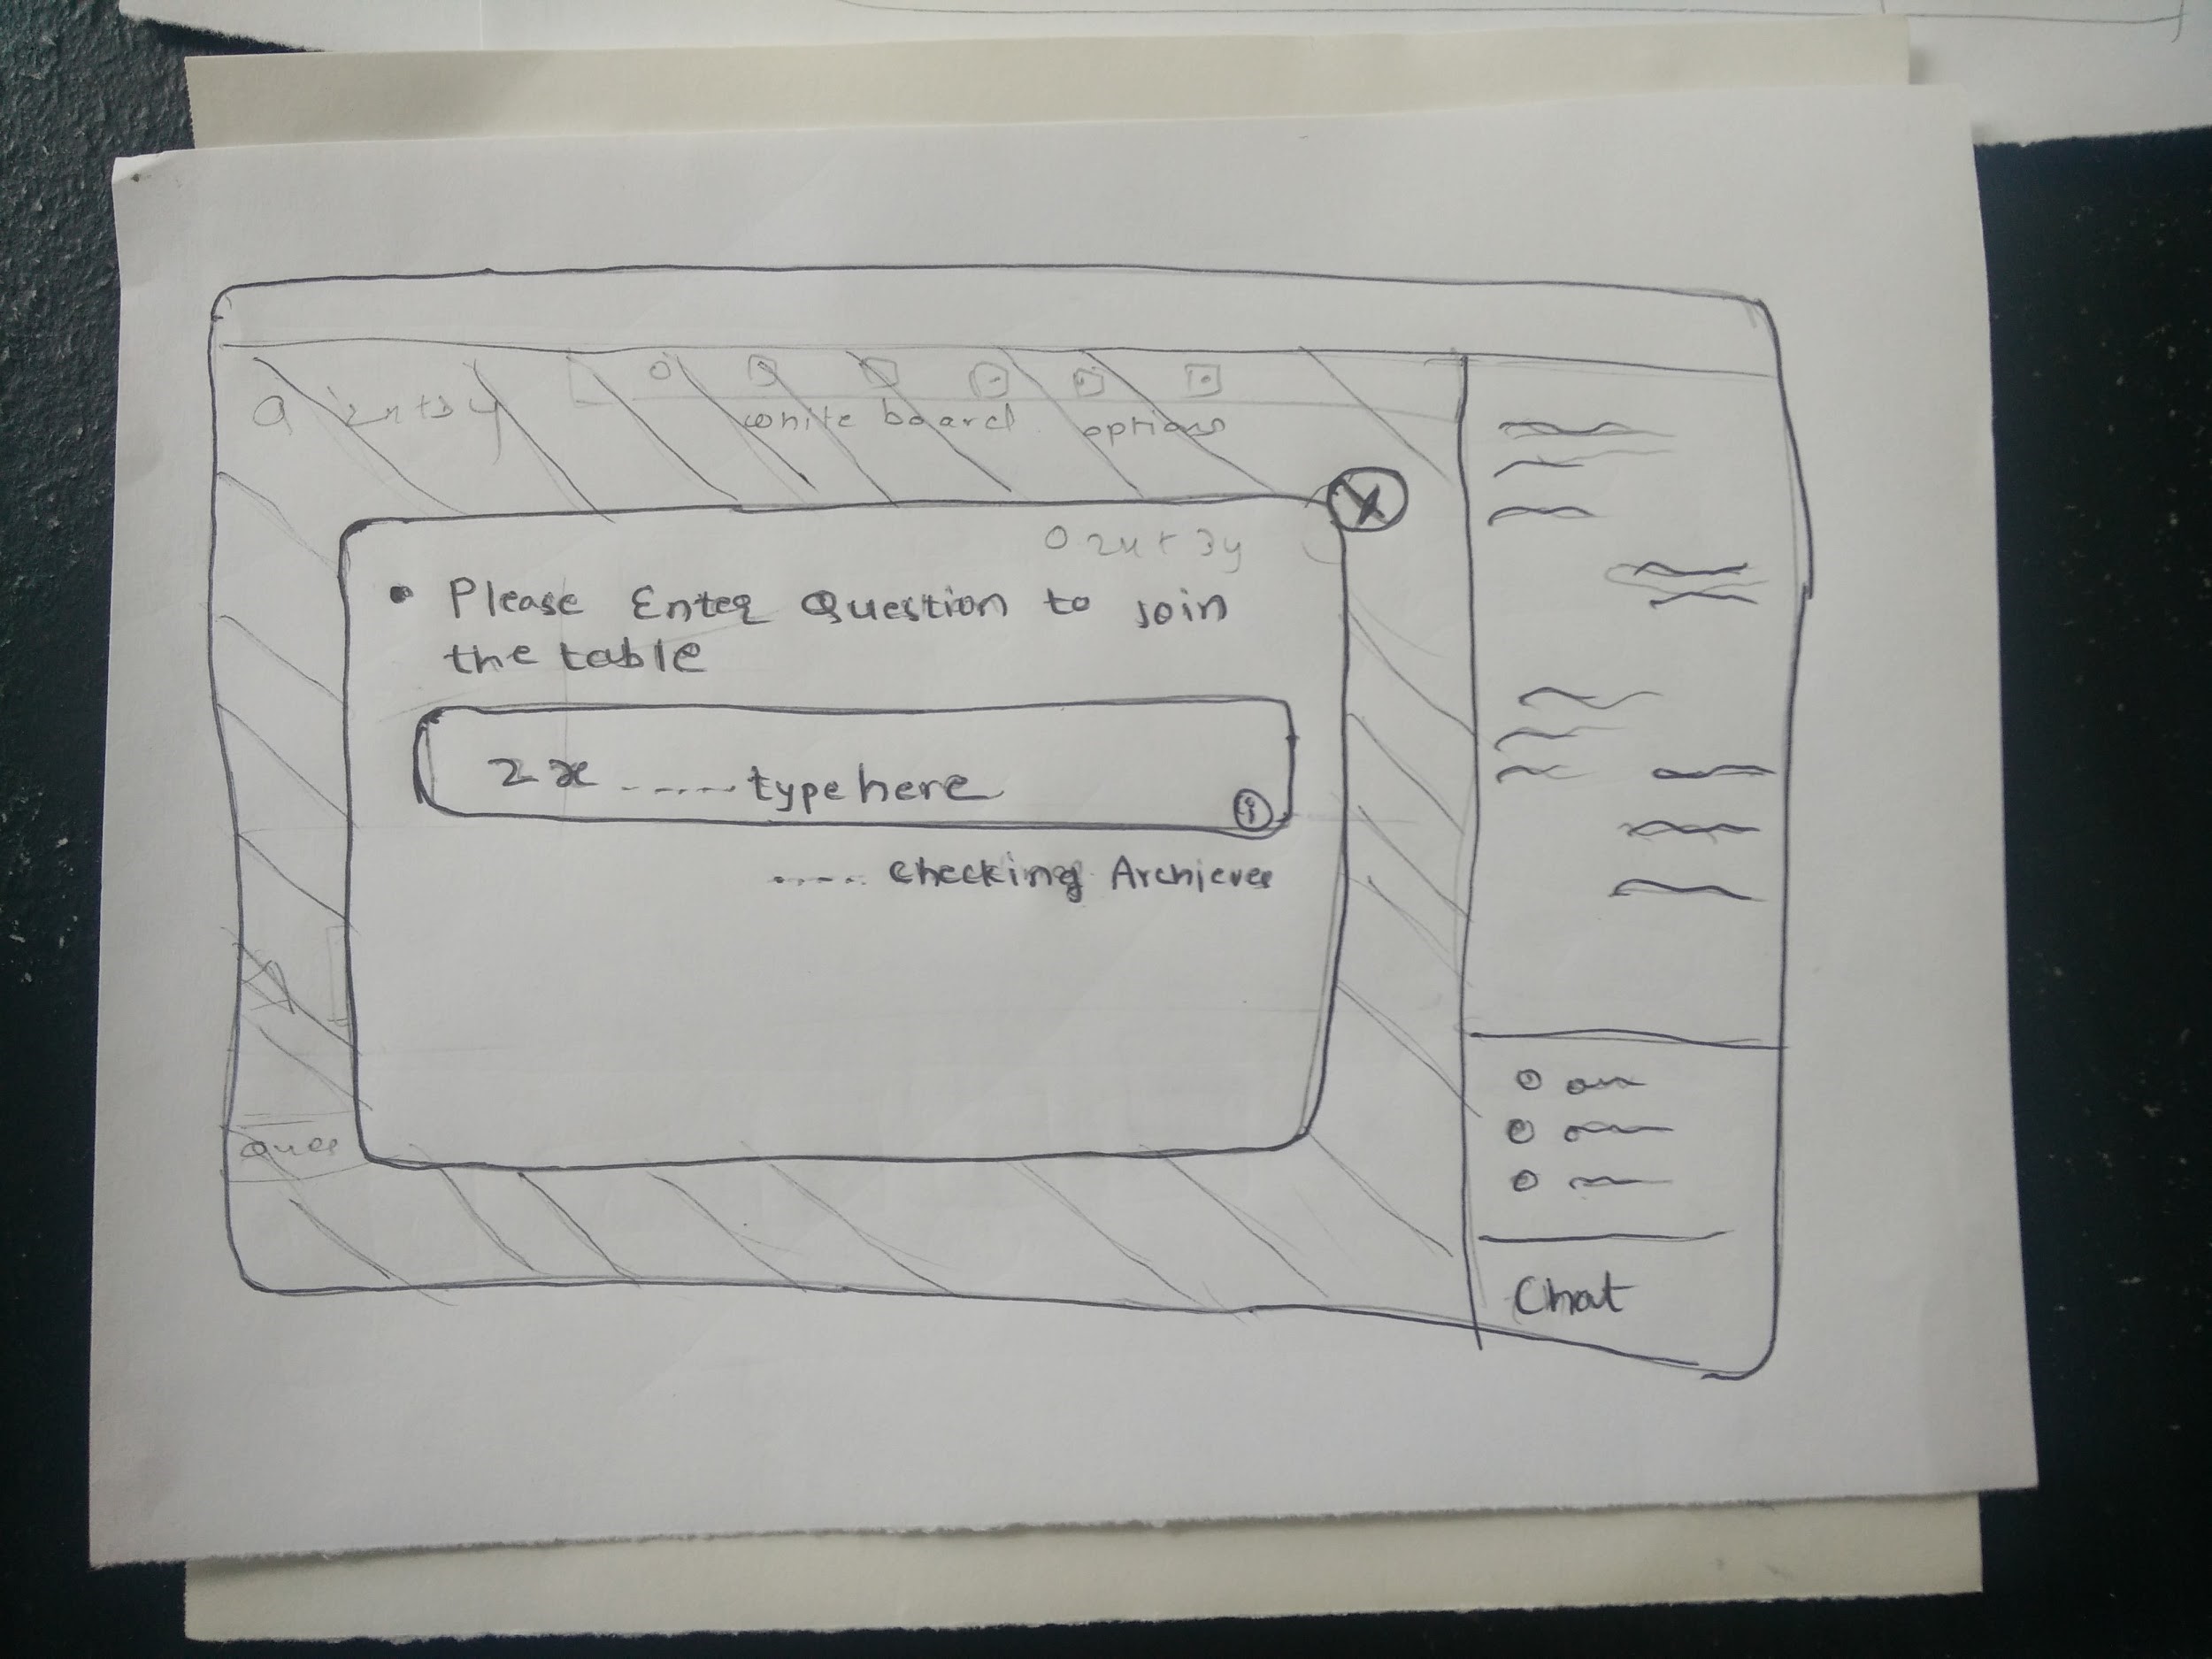 Q 2x+3y
white board options
2x+3y
Please Enter Question to join
the table
2x ------ type here
..... checking Archieves
Ques
Chat